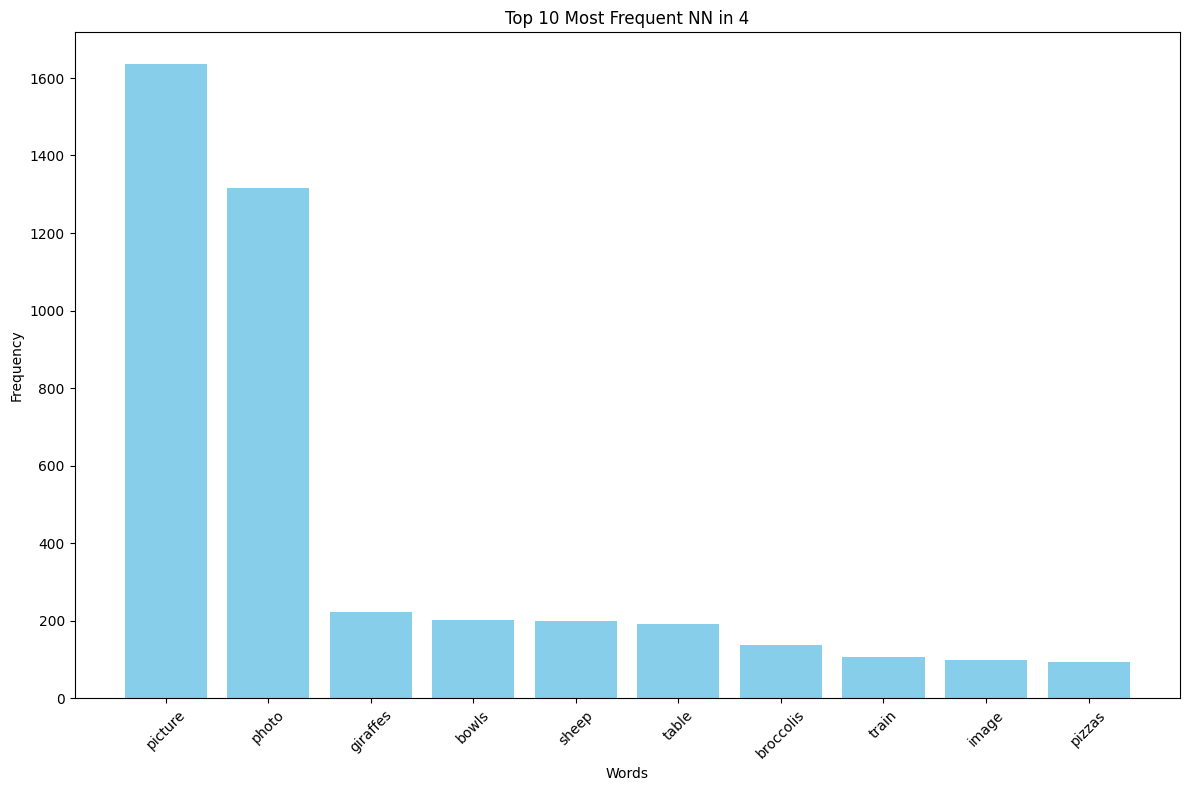 Top 10 Most Frequent NN in 4
Frequency
1600
1400
1200
1000
800
600
400
200
0
picture
photo
giraffes
bowls
sheep
table
broccolis
train
image
pizzas
Words